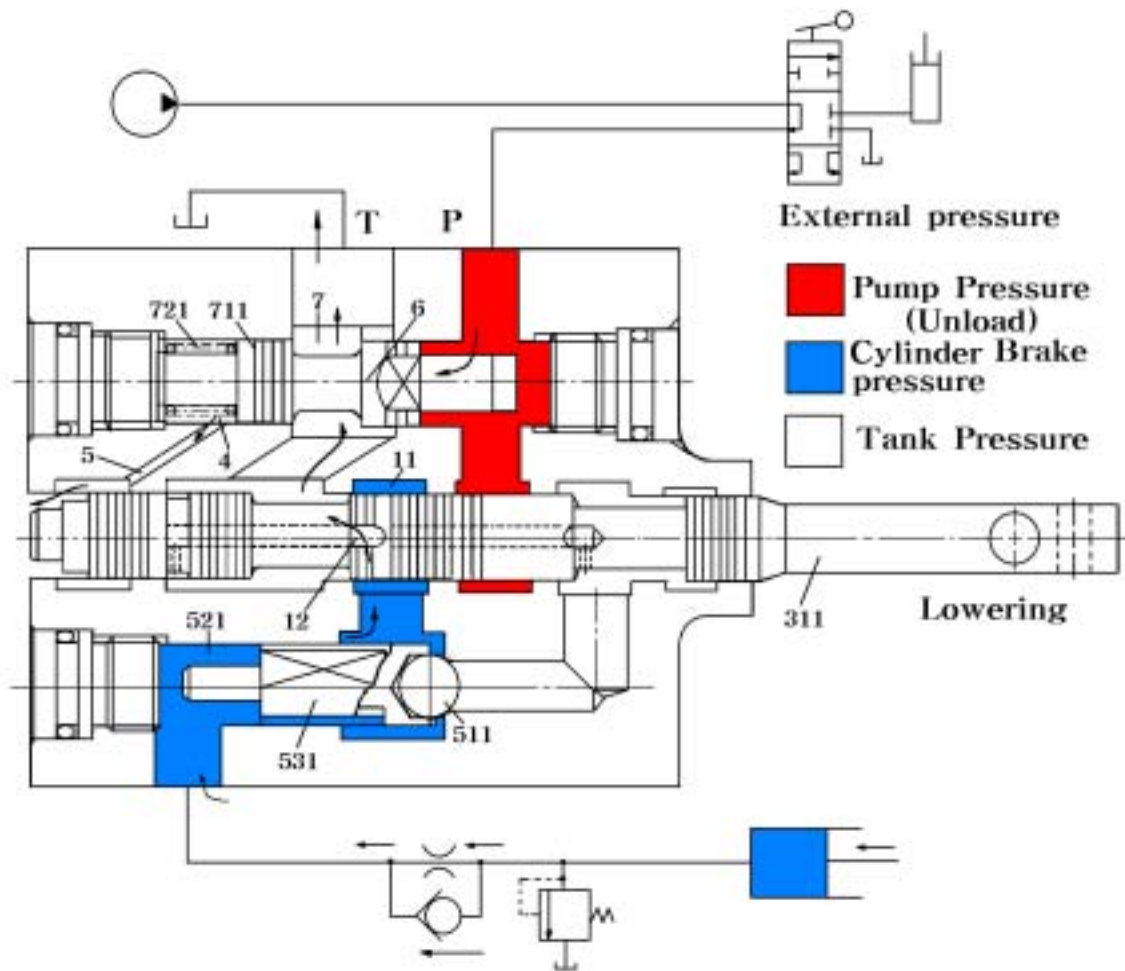 External pressure
T P
Pump Pressure
(Unload)
721 711 7 6
Cylinder Brake
pressure
Tank Pressure
5 4 11
12 311 Lowering
521
511
531